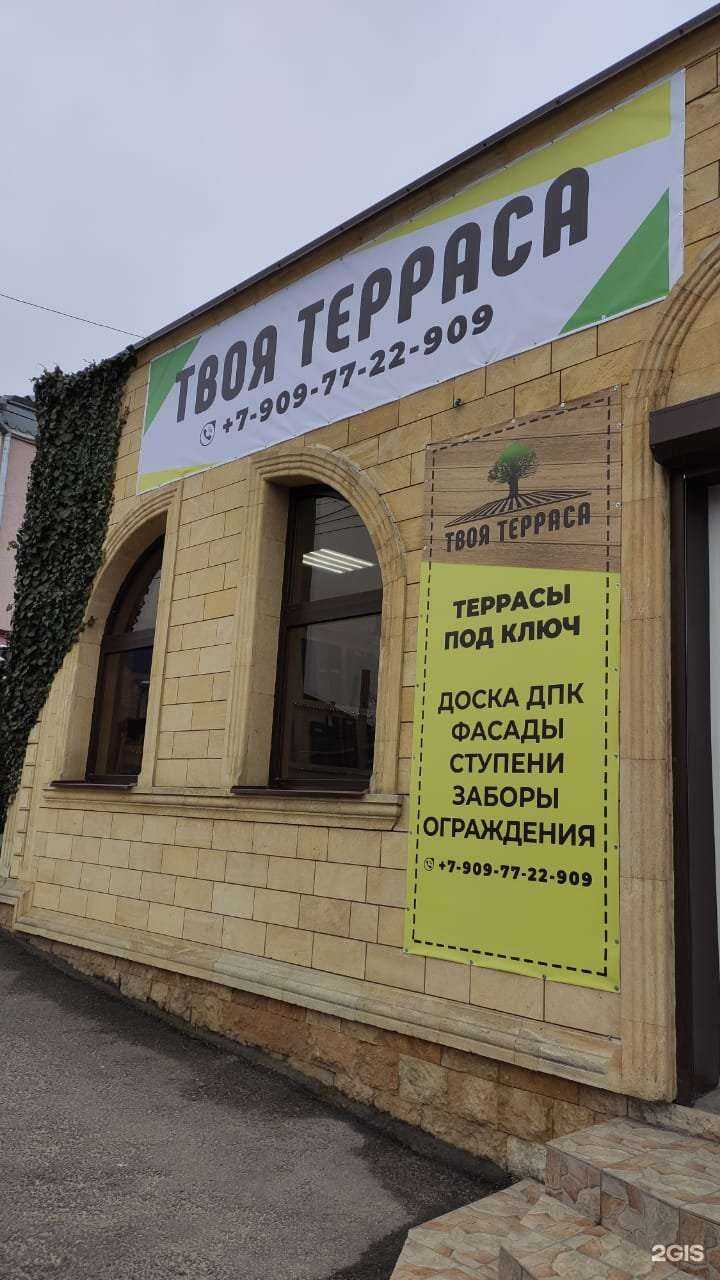 ТВОЯ ТЕРРАСА
+7-909-77-22-909
ТВОЯ ТЕРРАСА
ТЕРРАСЫ
ПОД КЛЮЧ
ДОСКА ДПК
ФАСАДЫ
СТУПЕНИ
ЗАБОРЫ
ОГРАЖДЕНИЯ
+7-909-77-22-909
2GIS